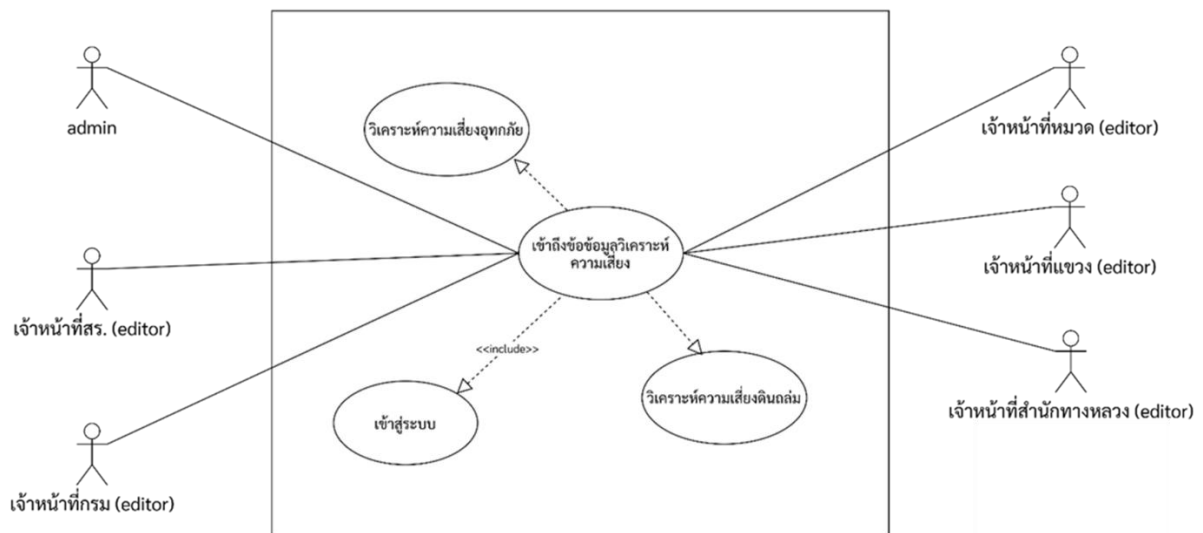 admin
เจ้าหน้าที่สร. (editor)
เจ้าหน้าที่กรม (editor)
วิเคราะห์ความเสี่ยงอุทกภัย
เข้าถึงข้อข้อมูลวิเคราะห์
ความเสี่ยง
<<include>>
เข้าสู่ระบบ
วิเคราะห์ความเสี่ยงดินถล่ม
เจ้าหน้าที่หมวด (editor)
เจ้าหน้าที่แขวง (editor)
เจ้าหน้าที่สำนักทางหลวง (editor)